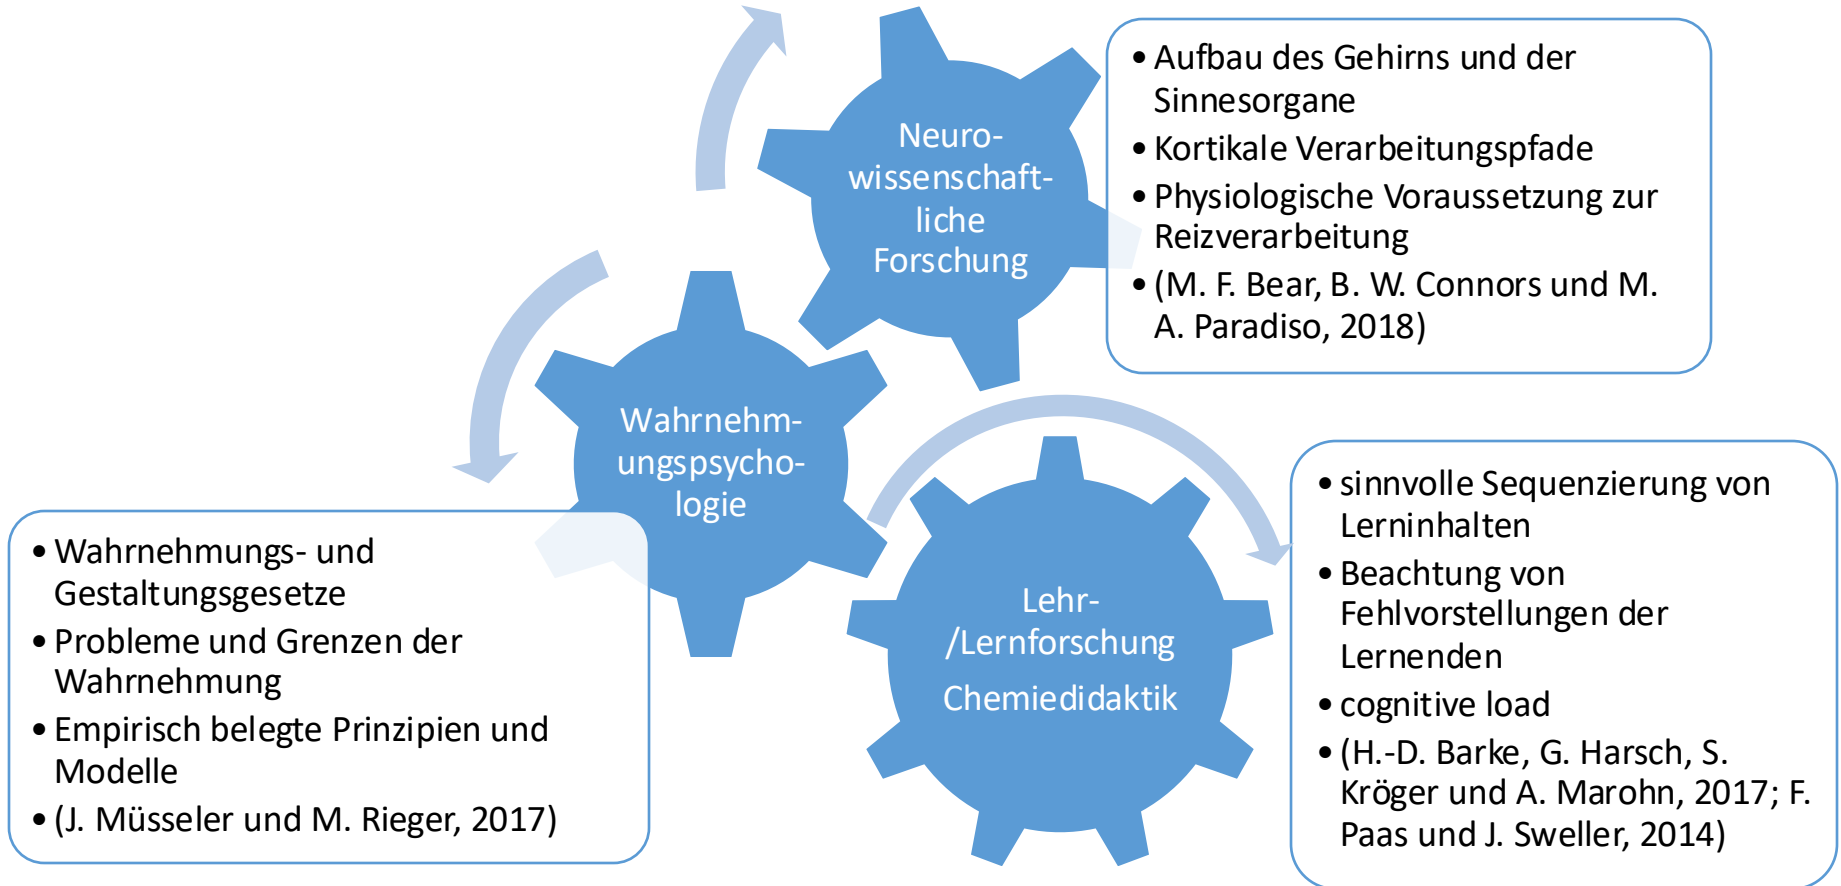 Neuro-
wissenschaft-
liche
Forschung
• Aufbau des Gehirns und der
Sinnesorgane
• Kortikale Verarbeitungspfade
• Physiologische Voraussetzung zur
Reizverarbeitung
• (M. F. Bear, B. W. Connors und M.
A. Paradiso, 2018)
Wahrnehm-
ungspsycho-
logie
• Wahrnehmungs- und
Gestaltungsgesetze
• Probleme und Grenzen der
Wahrnehmung
• Empirisch belegte Prinzipien und
Modelle
• (J. Müsseler und M. Rieger, 2017)
Lehr-
/Lernforschung
Chemiedidaktik
• sinnvolle Sequenzierung von
Lerninhalten
• Beachtung von
Fehlvorstellungen der
Lernenden
• cognitive load
• (H.-D. Barke, G. Harsch, S.
Kröger und A. Marohn, 2017; F.
Paas und J. Sweller, 2014)